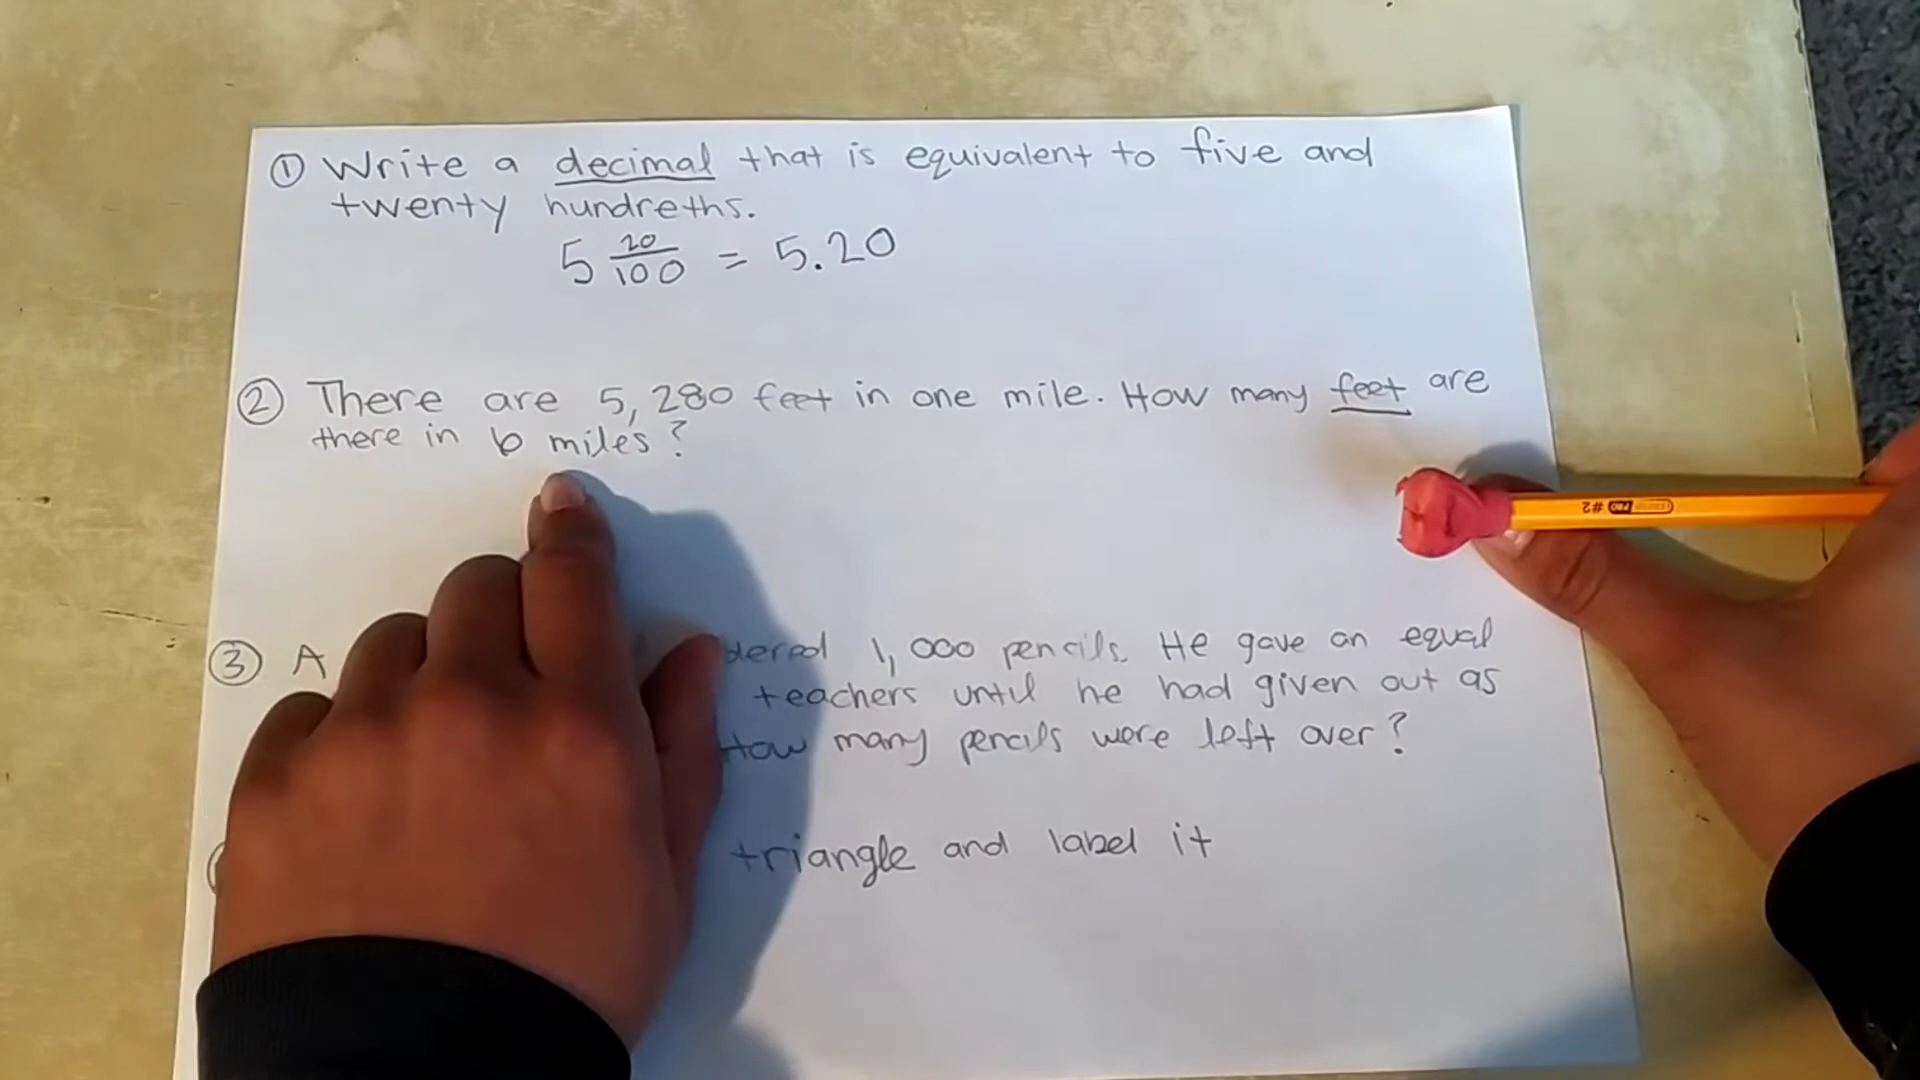 ① Write a decimal that is equivalent to five and
twenty hundreths.
5 20/100 = 5.20
② There are 5,280 feet in one mile. How many feet are
there in 6 miles?
#2 PRO
③ A 1,000 pencils. He gave an equal
teachers until he had given out as
How many pencils were left over?
triangle and label it